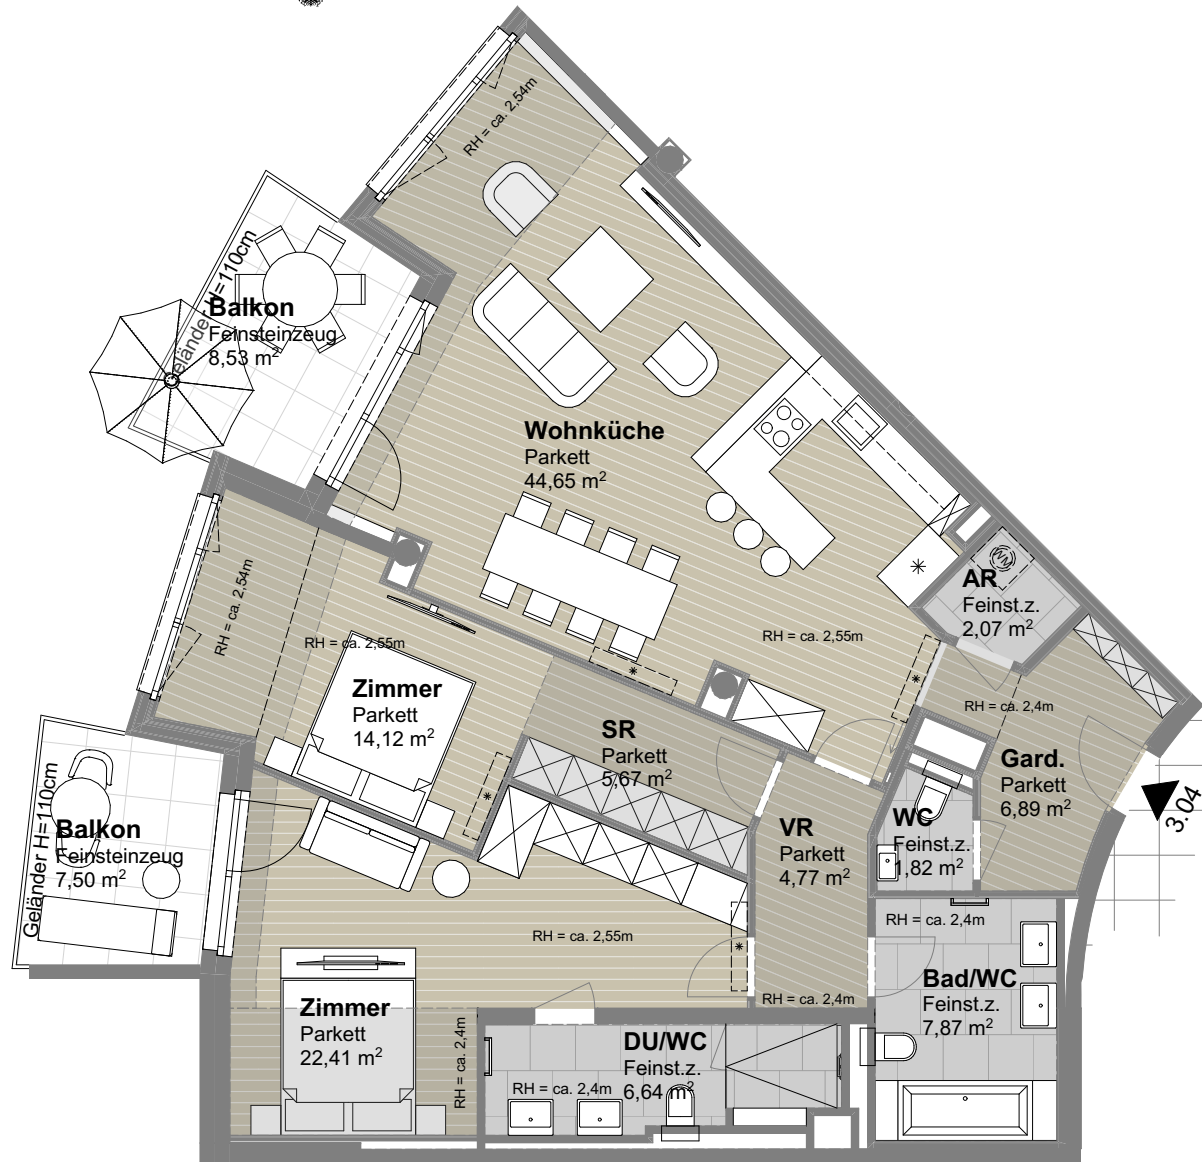 RH = ca. 2,54m
Geländer H=110cm
Balkon
Feinsteinzeug
8,53 m²
Wohnküche
Parkett
44,65 m²
WM
AR
Feinst.z.
2,07 m²
RH = ca. 2,54m
RH = ca. 2,55m
RH = ca. 2,55m
Zimmer
Parkett
14,12 m²
SR
Parkett
5,67 m²
RH = ca. 2,4m
Gard.
Parkett
6,89 m²
3.04
Geländer H=110cm
Balkon
Feinsteinzeug
7,50 m²
VR
Parkett
4,77 m²
WC
Feinst.z.
1,82 m²
RH = ca. 2,55m
RH = ca. 2,4m
RH = ca. 2,4m
Bad/WC
Feinst.z.
7,87 m²
Zimmer
Parkett
22,41 m²
RH = ca. 2,4m
DU/WC
Feinst.z.
6,64 m²
RH = ca. 2,4m